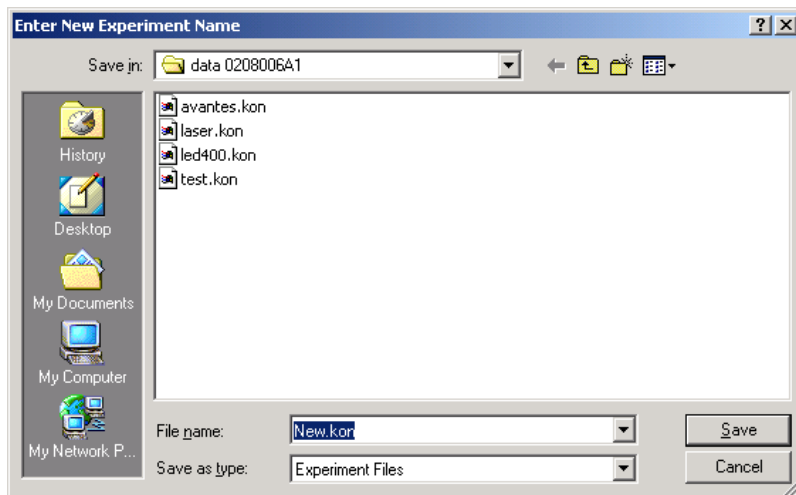 Enter New Experiment Name
Save in: data 0208006A1
avantes.kon
laser.kon
led400.kon
test.kon
History
Desktop
My Documents
My Computer
My Network P...
File name: New.kon Save
Save as type: Experiment Files Cancel